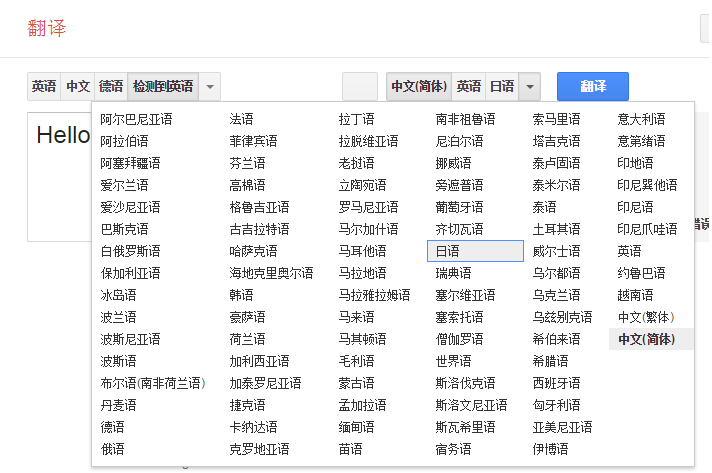 翻译
英语 中文 德语 检测到英语 中文(简体) 英语 日语 翻译
Hello
阿尔巴尼亚语 法语 拉丁语 南非祖鲁语 索马里语 意大利语
阿拉伯语 菲律宾语 拉脱维亚语 尼泊尔语 塔吉克语 意第绪语
阿塞拜疆语 芬兰语 老挝语 挪威语 泰卢固语 印地语
爱尔兰语 高棉语 立陶宛语 旁遮普语 泰米尔语 印尼巽他语
爱沙尼亚语 格鲁吉亚语 罗马尼亚语 葡萄牙语 泰语 印尼语
巴斯克语 古吉拉特语 马尔加什语 齐切瓦语 土耳其语 印尼爪哇语
白俄罗斯语 哈萨克语 马耳他语 日语 威尔士语 英语
保加利亚语 海地克里奥尔语 马拉地语 瑞典语 乌尔都语 约鲁巴语
冰岛语 韩语 马拉雅拉姆语 塞尔维亚语 乌克兰语 越南语
波兰语 豪萨语 马来语 塞索托语 乌兹别克语 中文(繁体)
波斯尼亚语 荷兰语 马其顿语 僧伽罗语 希伯来语 中文(简体)
波斯语 加利西亚语 毛利语 世界语 希腊语
布尔语(南非荷兰语) 加泰罗尼亚语 蒙古语 斯洛伐克语 西班牙语
丹麦语 捷克语 孟加拉语 斯洛文尼亚语 匈牙利语
德语 卡纳达语 缅甸语 斯瓦希里语 亚美尼亚语
俄语 克罗地亚语 苗语 宿务语 伊博语